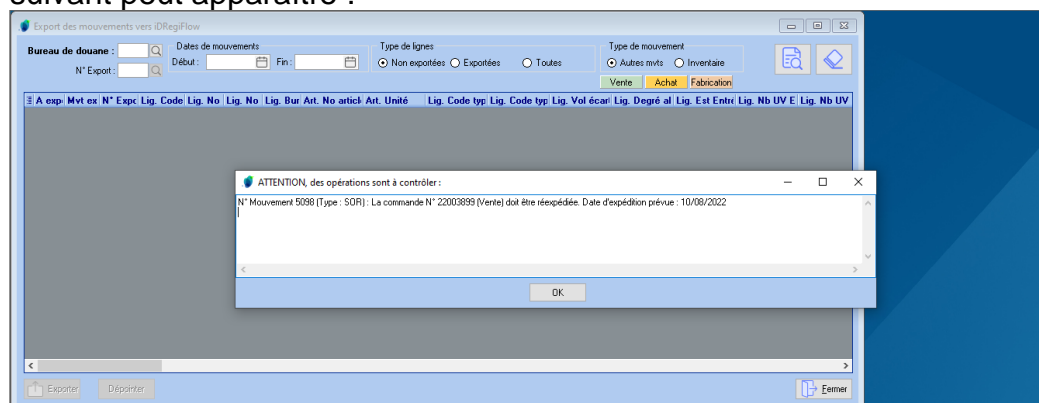 suivant peut apparaître :
Export des mouvements vers iDRegiFlow
Bureau de douane :
N° Export :
Dates de mouvements
Début :
Fin :
Type de lignes
Non exportées
Exportées
Toutes
Type de mouvement
Autres mvts
Inventaire
Vente
Achat
Fabrication
A exp Mvt ex N° Expc Lig. Code Lig. No Lig. No Lig. Bur Art. No articl Art. Unité Lig. Code typ Lig. Code typ Lig. Vol écart Lig. Degré al Lig. Est Entré Lig. Nb UV E Lig. Nb UV
ATTENTION, des opérations sont à contrôler :
N° Mouvement 5098 (Type : SOR) : La commande N° 22003899 (Vente) doit être réexpédiée. Date d'expédition prévue : 10/08/2022
OK
Exporter
Dépointer
Fermer